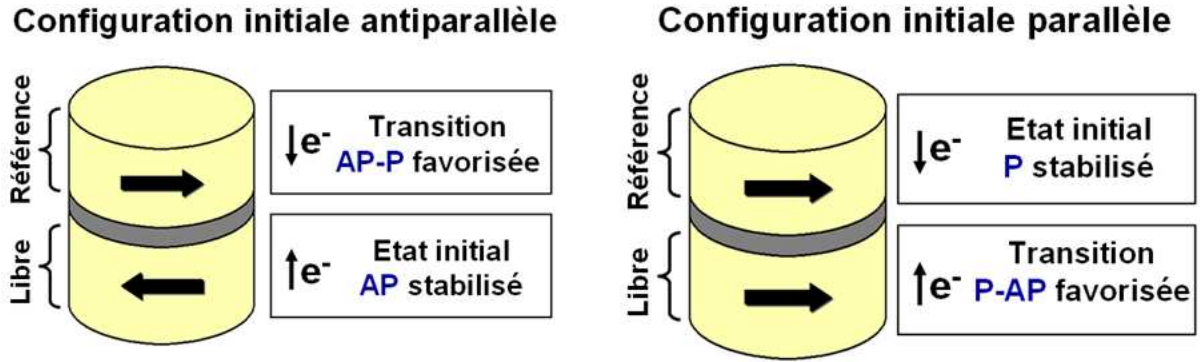 Configuration initiale antiparallèle
Référence
Libre
↓e-
Transition
AP-P favorisée
↑e-
Etat initial
AP stabilisé
Configuration initiale parallèle
Référence
Libre
↓e-
Etat initial
P stabilisé
↑e-
Transition
P-AP favorisée